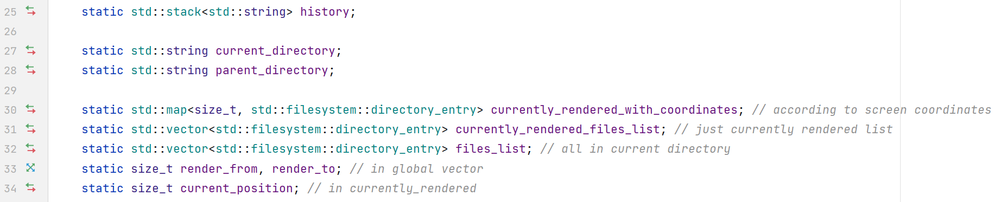 25 static std::stack<std::string> history;
26
27 static std::string current_directory;
28 static std::string parent_directory;
29
30 static std::map<size_t, std::filesystem::directory_entry> currently_rendered_with_coordinates; // according to screen coordinates
31 static std::vector<std::filesystem::directory_entry> currently_rendered_files_list; // just currently rendered list
32 static std::vector<std::filesystem::directory_entry> files_list; // all in current directory
33 static size_t render_from, render_to; // in global vector
34 static size_t current_position; // in currently_rendered